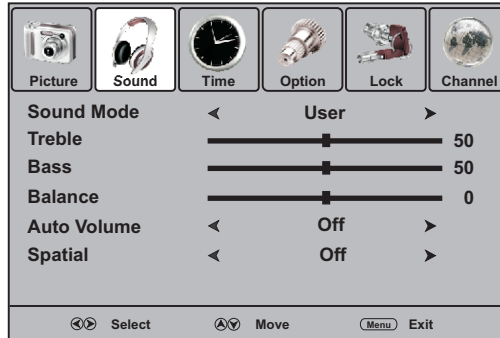 Picture Sound Time Option Lock Channel
Sound Mode User
Treble 50
Bass 50
Balance 0
Auto Volume Off
Spatial Off
Select Move Menu Exit